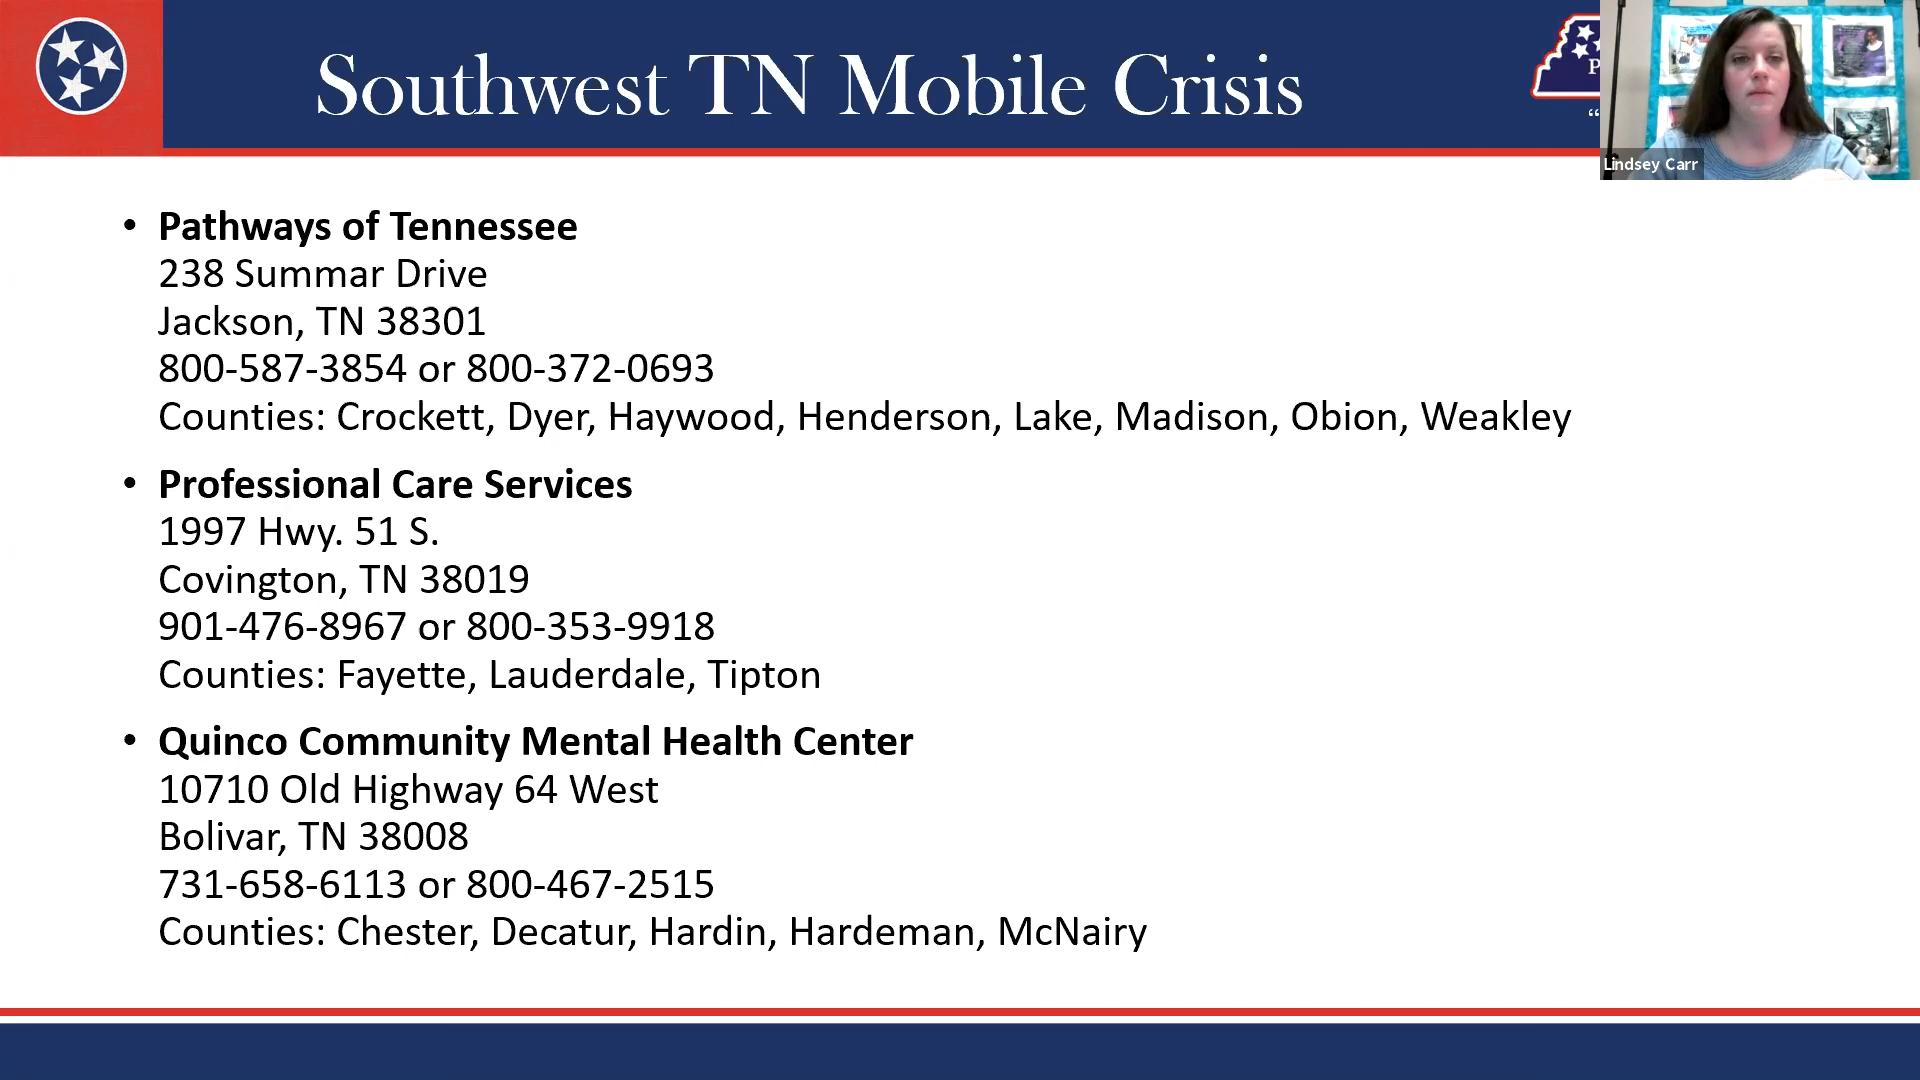 Southwest TN Mobile Crisis
P
“
Lindsey Carr
• Pathways of Tennessee
238 Summar Drive
Jackson, TN 38301
800-587-3854 or 800-372-0693
Counties: Crockett, Dyer, Haywood, Henderson, Lake, Madison, Obion, Weakley
• Professional Care Services
1997 Hwy. 51 S.
Covington, TN 38019
901-476-8967 or 800-353-9918
Counties: Fayette, Lauderdale, Tipton
• Quinco Community Mental Health Center
10710 Old Highway 64 West
Bolivar, TN 38008
731-658-6113 or 800-467-2515
Counties: Chester, Decatur, Hardin, Hardeman, McNairy